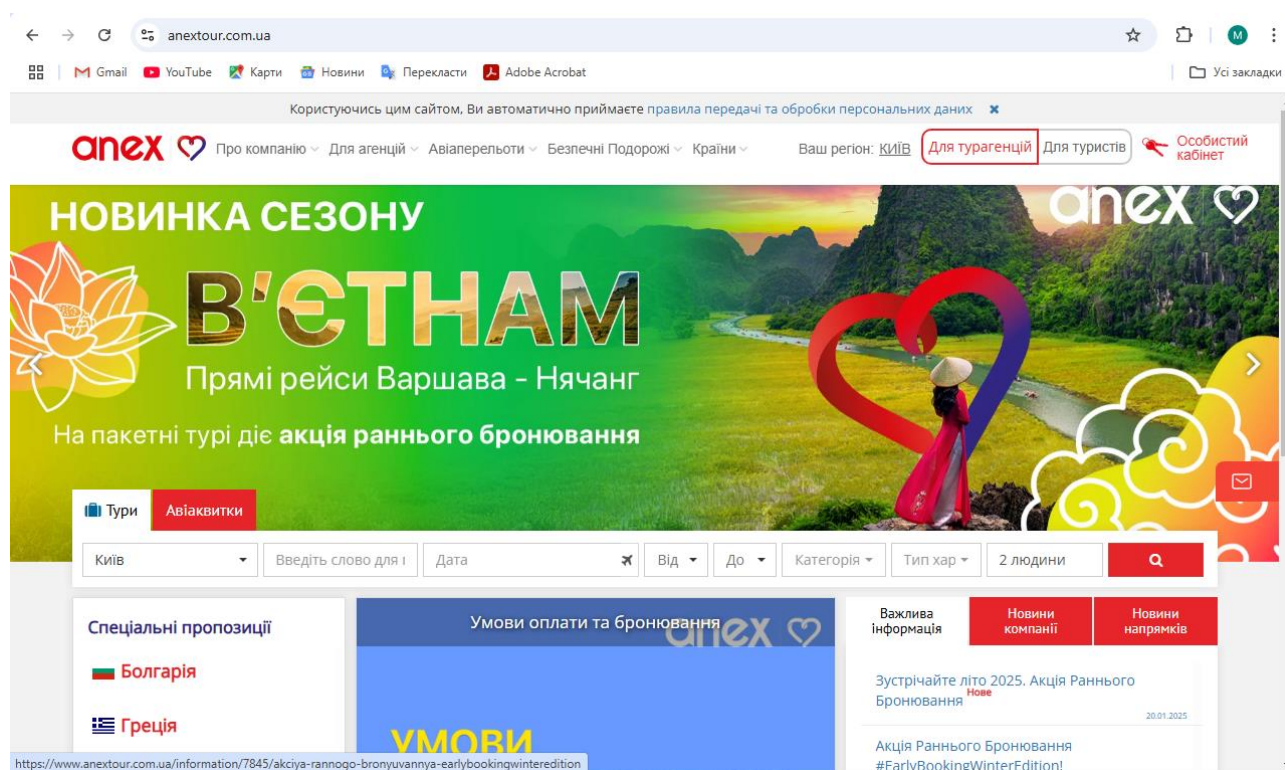 anextour.com.ua
M
Gmail YouTube Карти Новини Перекласти Adobe Acrobat Усі закладки
Користуючись цим сайтом, Ви автоматично приймаєте правила передачі та обробки персональних даних
anex Про компанію Для агенцій Авіаперельоти Безпечні Подорожі Країни Ваш регіон: КИЇВ Для турагенцій Для туристів Особистий
кабінет
anex
НОВИНКА СЕЗОНУ
В'ЄТНАМ
Прямі рейси Варшава - Нячанг
На пакетні турі діє акція раннього бронювання
Тури Авіаквитки
Київ Введіть слово для Дата Від До Категорія Тип хар 2 людини
Спеціальні пропозиції
Болгарія
Греція
Умови оплати та бронювання
anex
УМОВИ
Важлива
інформація
Новини
компанії
Новини
напрямків
Зустрічайте літо 2025. Акція Раннього
Бронювання Нове
20.01.2025
Акція Раннього Бронювання
#EarlyBookingWinterEdition!
https://www.anextour.com.ua/information/7845/akciya-rannogo-bronyuvannya-earlybookingwinteredition